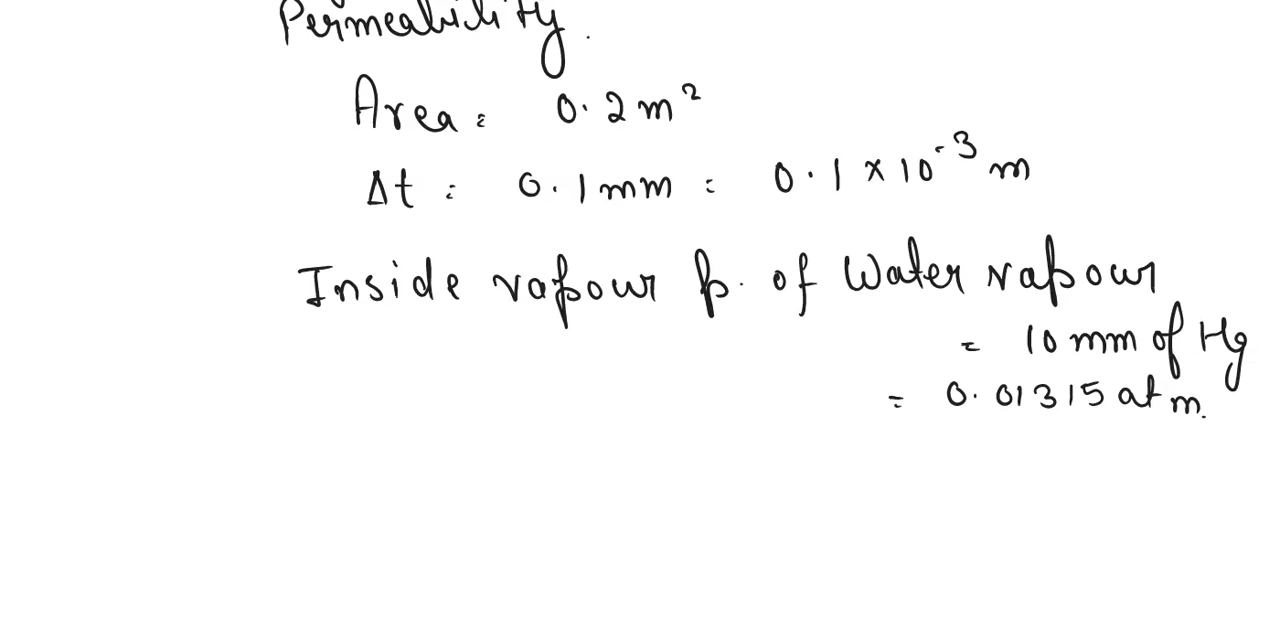 Permeability.
Area = 0.2 m²
Δt = 0.1 mm = 0.1 × 10⁻³ m
Inside vapour p. of Water vapour
= 10 mm of Hg
= 0.01315 atm.